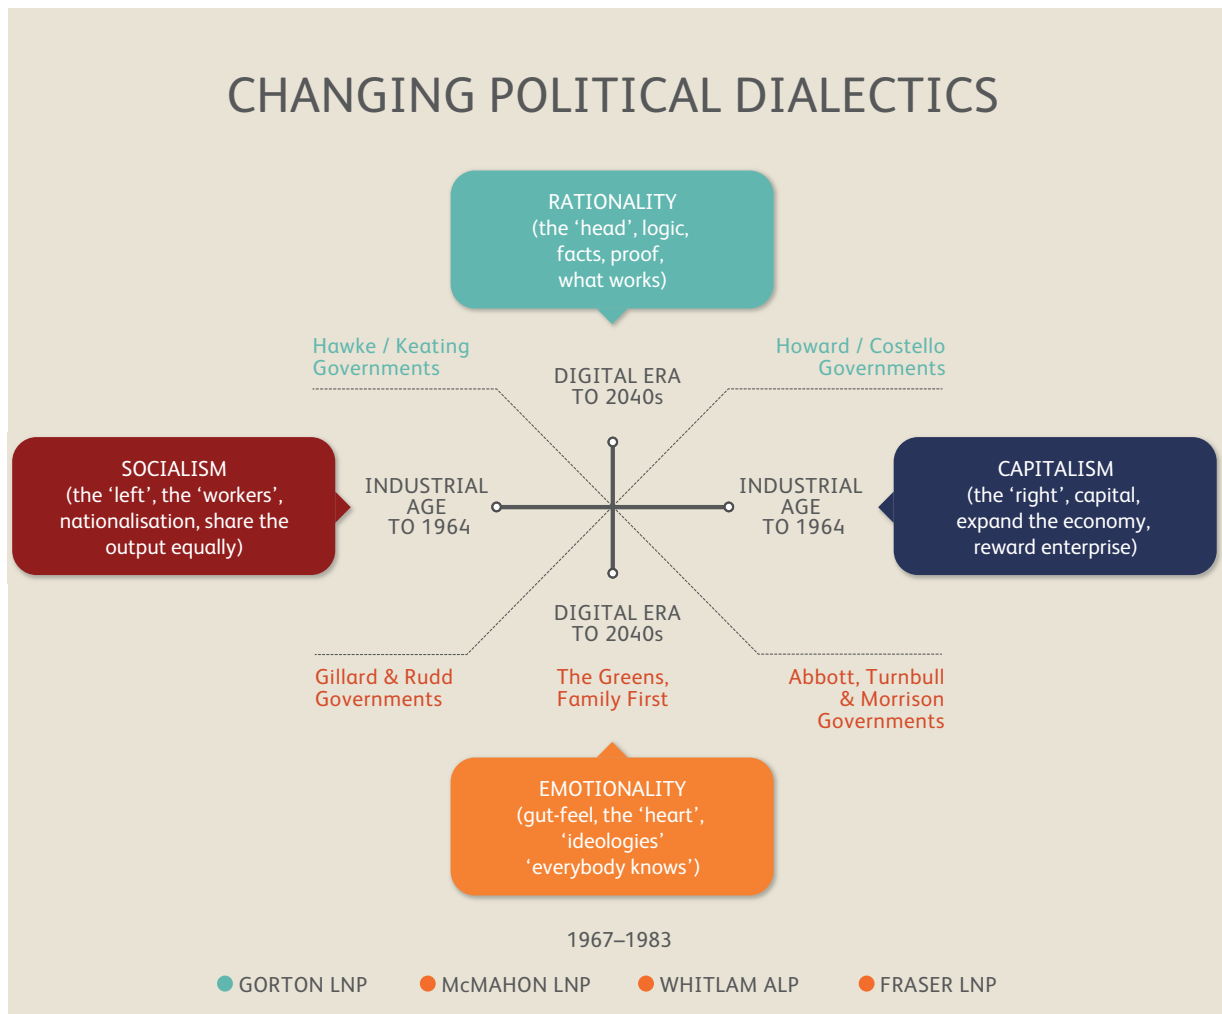 CHANGING POLITICAL DIALECTICS
RATIONALITY
(the ‘head’, logic,
facts, proof,
what works)
Hawke / Keating
Governments
Howard / Costello
Governments
DIGITAL ERA
TO 2040s
SOCIALISM
(the ‘left’, the ‘workers’,
nationalisation, share the
output equally)
INDUSTRIAL
AGE
TO 1964
INDUSTRIAL
AGE
TO 1964
CAPITALISM
(the ‘right’, capital,
expand the economy,
reward enterprise)
DIGITAL ERA
TO 2040s
Gillard & Rudd
Governments
The Greens,
Family First
Abbott, Turnbull
& Morrison
Governments
EMOTIONALITY
(gut-feel, the ‘heart’,
‘ideologies’
‘everybody knows’)
1967–1983
GORTON LNP
McMAHON LNP
WHITLAM ALP
FRASER LNP